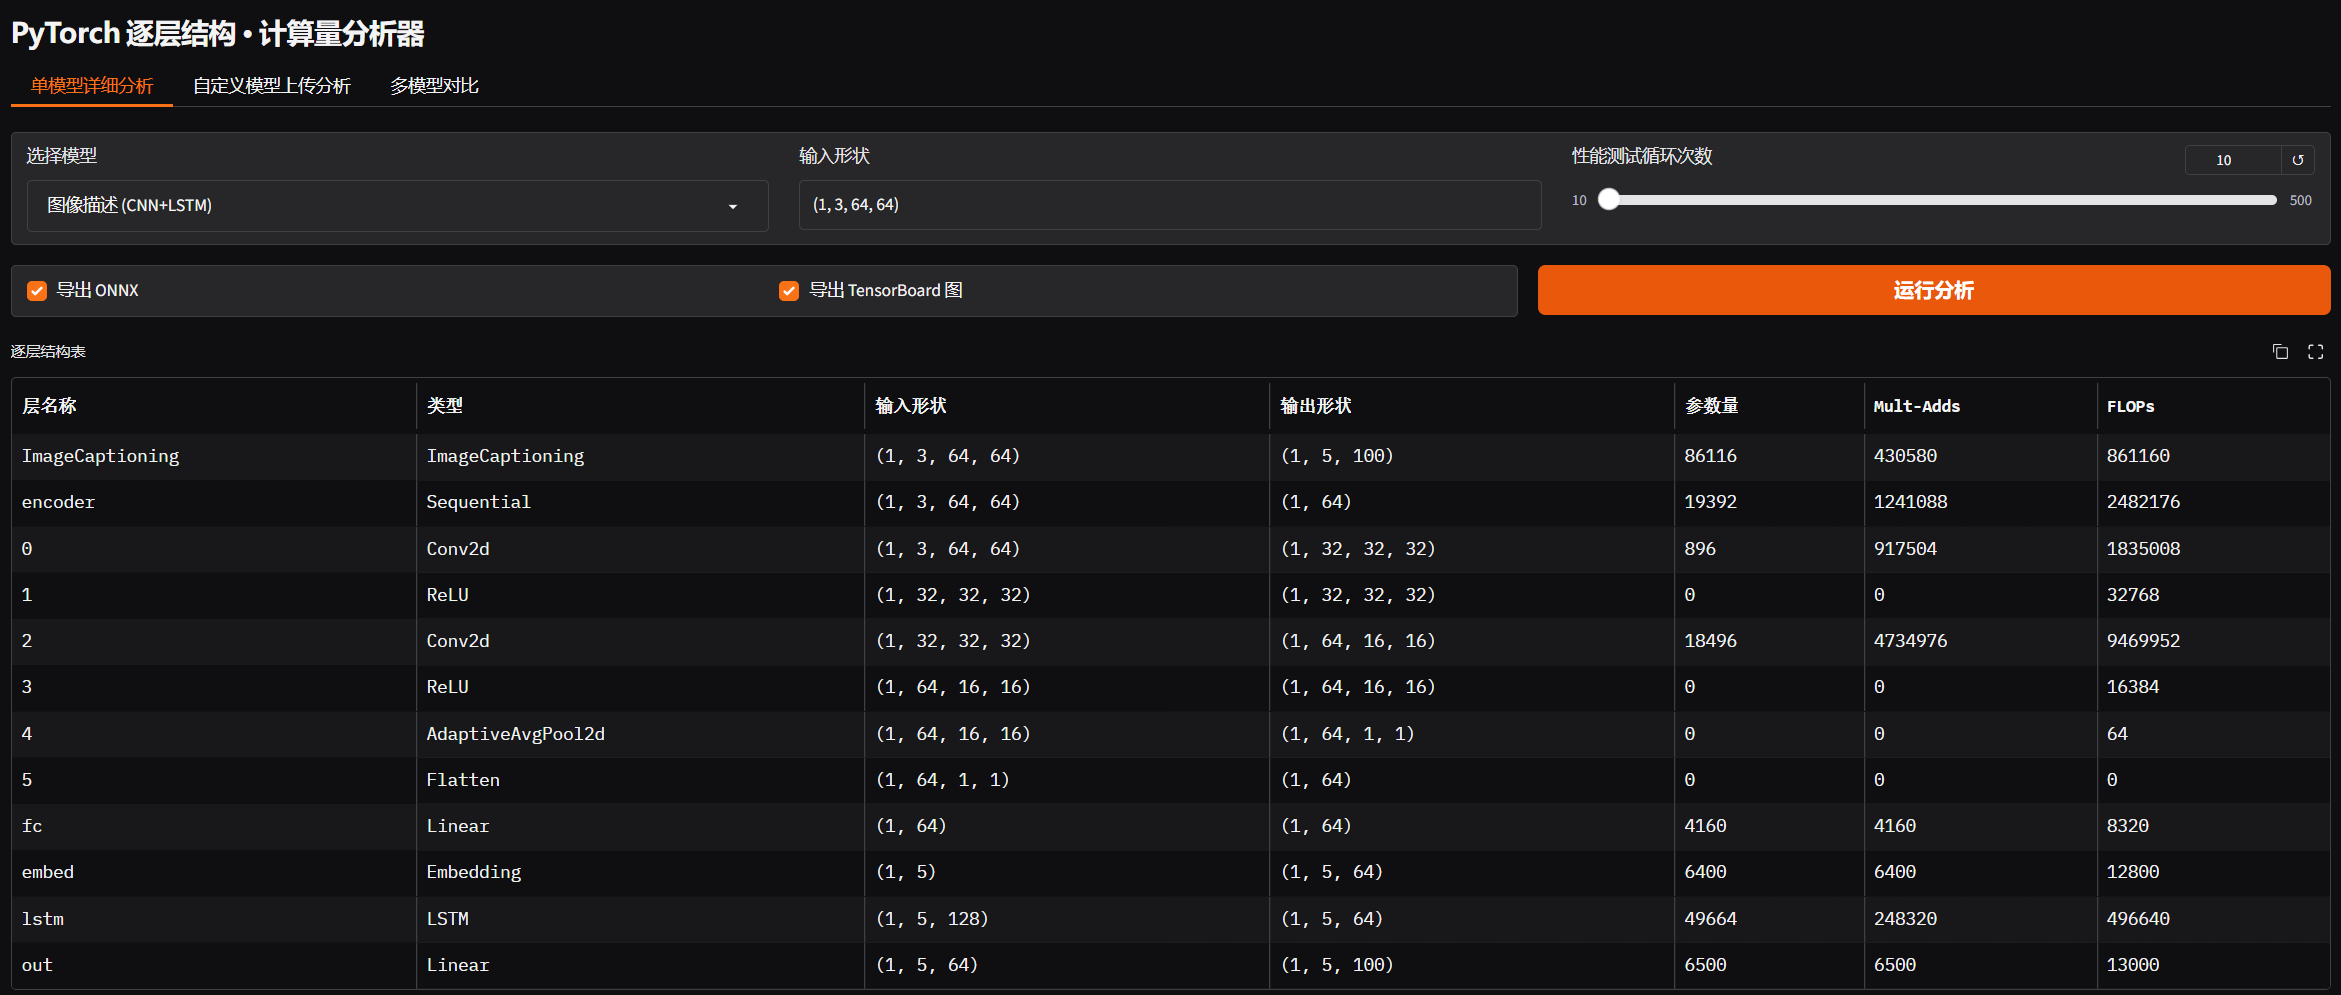 PyTorch 逐层结构 • 计算量分析器
单模型详细分析 自定义模型上传分析 多模型对比
选择模型 输入形状 性能测试循环次数 10 ↺
图像描述 (CNN+LSTM) (1, 3, 64, 64) 10 500
导出 ONNX 导出 TensorBoard 图 运行分析
逐层结构表
层名称 类型 输入形状 输出形状 参数量 Mult-Adds FLOPs
ImageCaptioning ImageCaptioning (1, 3, 64, 64) (1, 5, 100) 86116 430580 861160
encoder Sequential (1, 3, 64, 64) (1, 64) 19392 1241088 2482176
0 Conv2d (1, 3, 64, 64) (1, 32, 32, 32) 896 917504 1835008
1 ReLU (1, 32, 32, 32) (1, 32, 32, 32) 0 0 32768
2 Conv2d (1, 32, 32, 32) (1, 64, 16, 16) 18496 4734976 9469952
3 ReLU (1, 64, 16, 16) (1, 64, 16, 16) 0 0 16384
4 AdaptiveAvgPool2d (1, 64, 16, 16) (1, 64, 1, 1) 0 0 64
5 Flatten (1, 64, 1, 1) (1, 64) 0 0 0
fc Linear (1, 64) (1, 64) 4160 4160 8320
embed Embedding (1, 5) (1, 5, 64) 6400 6400 12800
lstm LSTM (1, 5, 128) (1, 5, 64) 49664 248320 496640
out Linear (1, 5, 64) (1, 5, 100) 6500 6500 13000